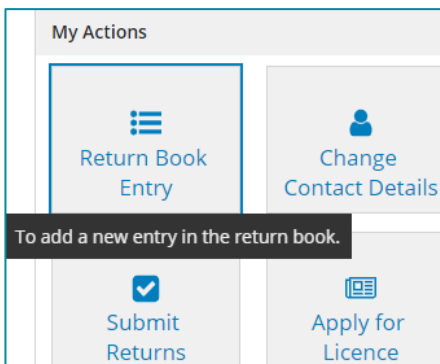 My Actions
Return Book
Entry
Change
Contact Details
To add a new entry in the return book.
Submit
Returns
Apply for
Licence